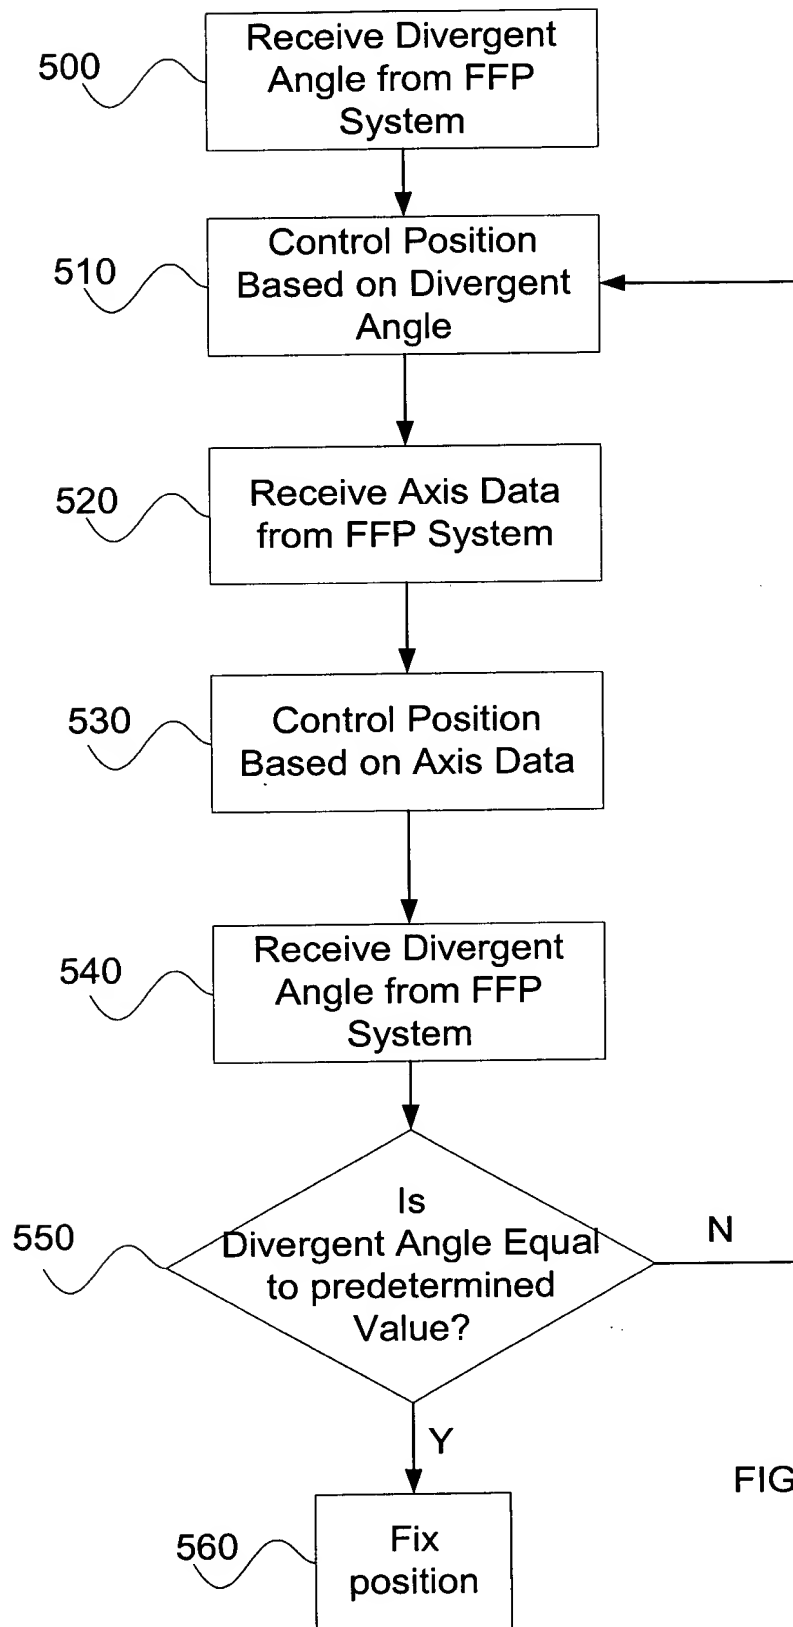 500
Receive Divergent
Angle from FFP
System
510
Control Position
Based on Divergent
Angle
520
Receive Axis Data
from FFP System
530
Control Position
Based on Axis Data
540
Receive Divergent
Angle from FFP
System
550
Is
Divergent Angle Equal
to predetermined
Value?
N
Y
FIG
560
Fix
position